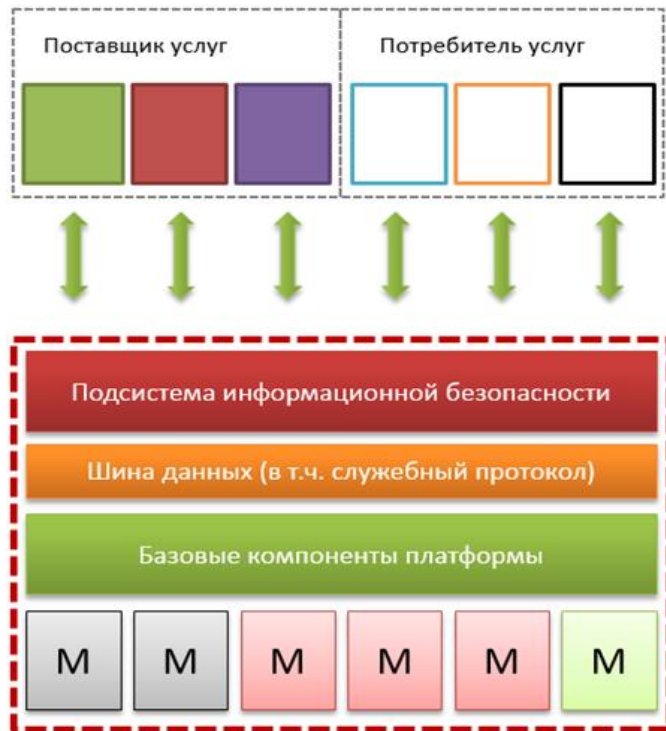 Поставщик услуг
Потребитель услуг
Подсистема информационной безопасности
Шина данных (в т.ч. служебный протокол)
Базовые компоненты платформы
М М М М М М